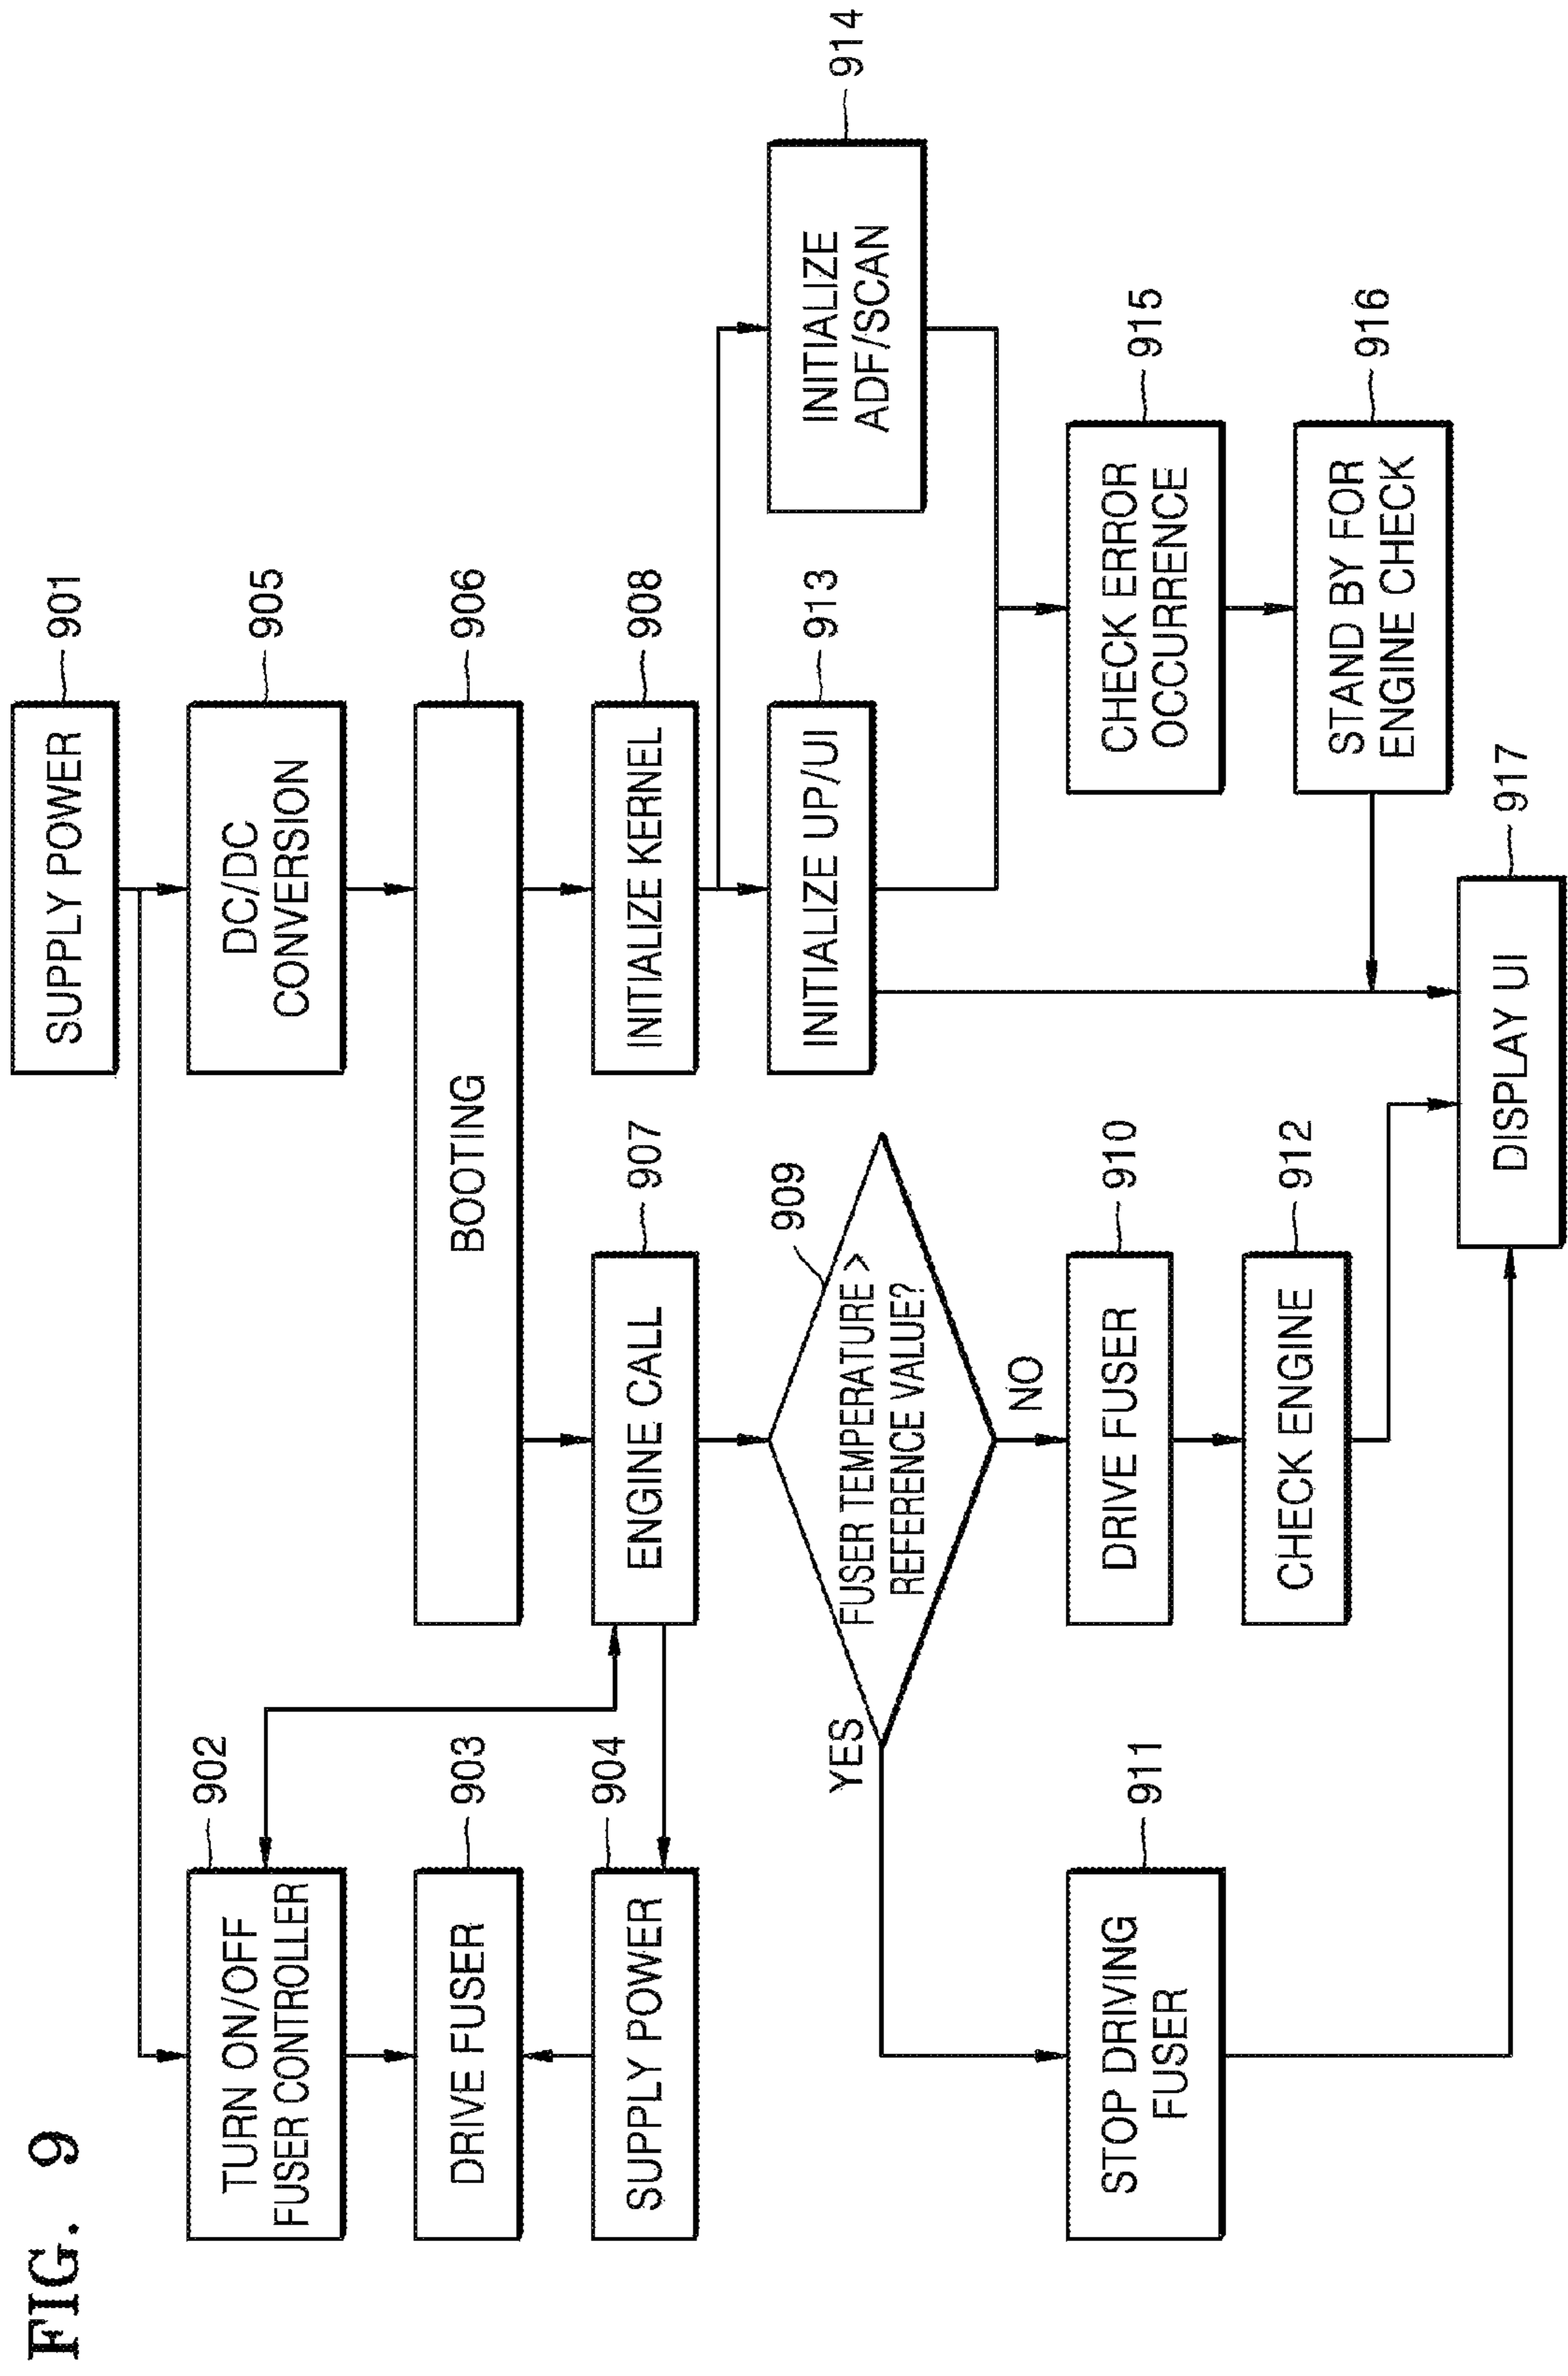 FIG. 9
SUPPLY POWER
901
TURN ON/OFF
FUSER CONTROLLER
902
DC/DC
CONVERSION
905
DRIVE FUSER
903
BOOTING
906
SUPPLY POWER
904
ENGINE CALL
907
INITIALIZE KERNEL
908
FUSER TEMPERATURE >
REFERENCE VALUE?
909
YES
NO
INITIALIZE UP/UI
913
INITIALIZE
ADF/SCAN
914
STOP DRIVING
FUSER
911
DRIVE FUSER
910
CHECK ERROR
OCCURRENCE
915
CHECK ENGINE
912
STAND BY FOR
ENGINE CHECK
916
DISPLAY UI
917